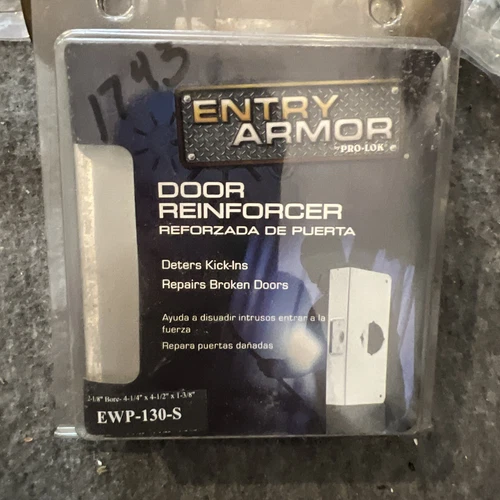 1743
ENTRY
ARMOR
PRO-LOK
DOOR
REINFORCER
REFORZADA DE PUERTA
Deters Kick-Ins
Repairs Broken Doors
Ayuda a disuadir intrusos entrar a la
fuerza
Repara puertas dañadas
2-1/8" Bore- 4-1/4" x 4-1/2" x 1-3/8"
EWP-130-S